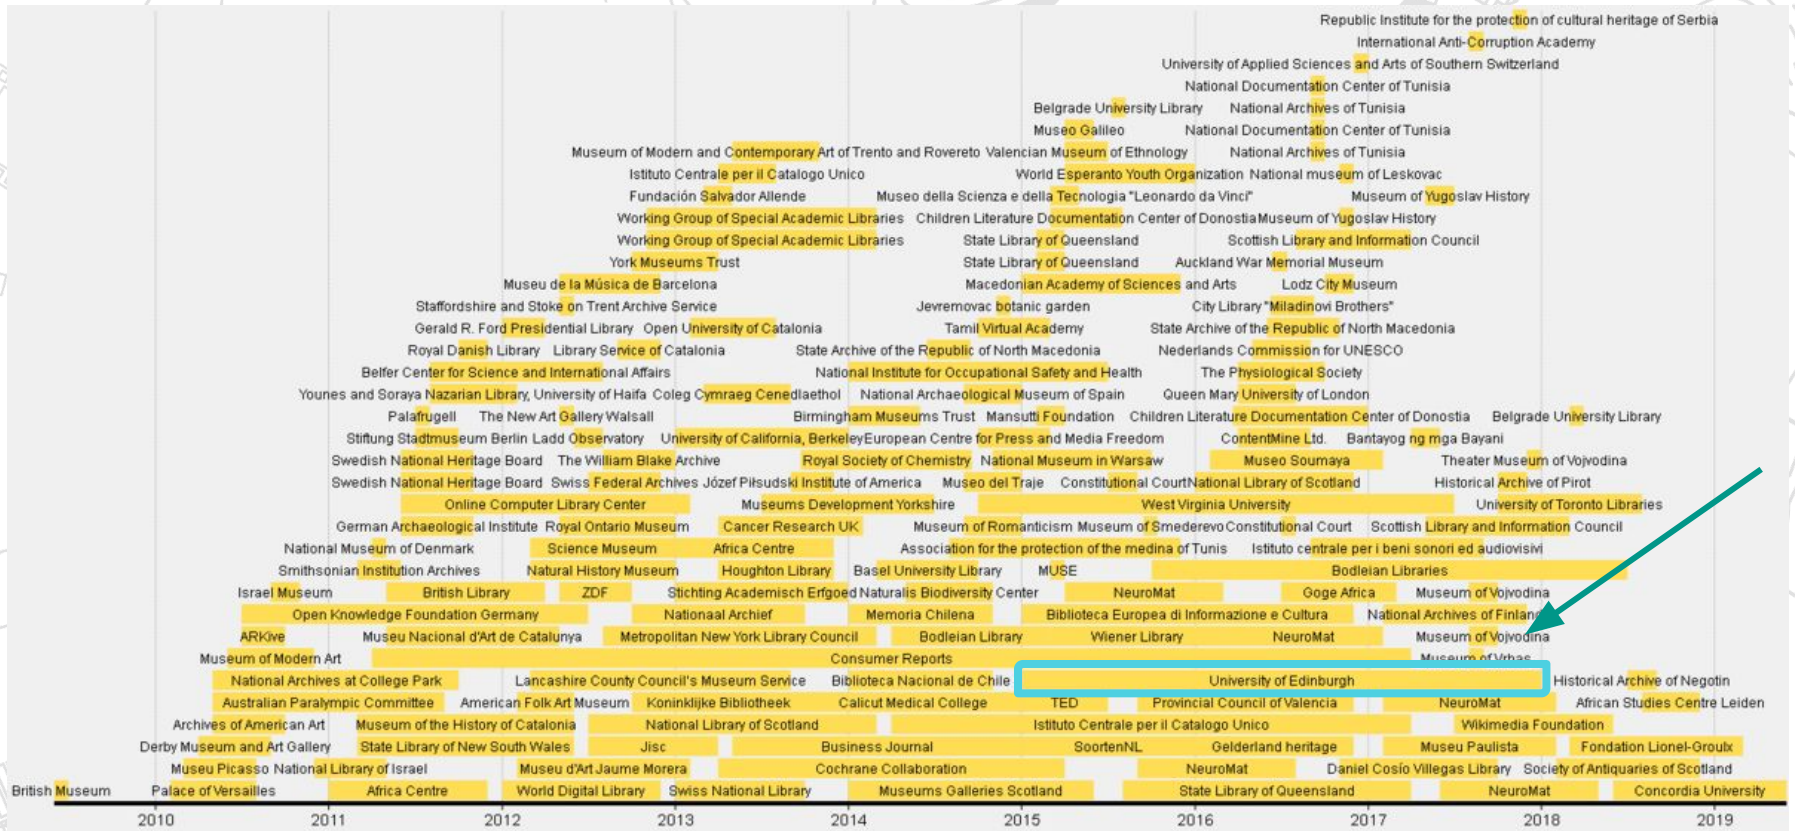 Republic Institute for the protection of cultural heritage of Serbia
International Anti-Corruption Academy
University of Applied Sciences and Arts of Southern Switzerland
National Documentation Center of Tunisia
Belgrade University Library National Archives of Tunisia
Museo Galileo National Documentation Center of Tunisia
Museum of Modern and Contemporary Art of Trento and Rovereto Valencian Museum of Ethnology National Archives of Tunisia
Istituto Centrale per il Catalogo Unico World Esperanto Youth Organization National museum of Leskovac
Fundación Salvador Allende Museo della Scienza e della Tecnologia "Leonardo da Vinci" Museum of Yugoslav History
Working Group of Special Academic Libraries Children Literature Documentation Center of Donostia Museum of Yugoslav History
Working Group of Special Academic Libraries State Library of Queensland Scottish Library and Information Council
York Museums Trust State Library of Queensland Auckland War Memorial Museum
Museu de la Música de Barcelona Macedonian Academy of Sciences and Arts Lodz City Museum
Staffordshire and Stoke on Trent Archive Service Jevremovac botanic garden City Library "Miladinovi Brothers"
Gerald R. Ford Presidential Library Open University of Catalonia Tamil Virtual Academy State Archive of the Republic of North Macedonia
Royal Danish Library Library Service of Catalonia State Archive of the Republic of North Macedonia Nederlands Commission for UNESCO
Belfer Center for Science and International Affairs National Institute for Occupational Safety and Health The Physiological Society
Younes and Soraya Nazarian Library, University of Haifa Coleg Cymraeg Cenedlaethol National Archaeological Museum of Spain Queen Mary University of London
Palafrugell The New Art Gallery Walsall Birmingham Museums Trust Mansutti Foundation Children Literature Documentation Center of Donostia Belgrade University Library
Stiftung Stadtmuseum Berlin Ladd Observatory University of California, Berkeley European Centre for Press and Media Freedom ContentMine Ltd. Bantayog ng mga Bayani
Swedish National Heritage Board The William Blake Archive Royal Society of Chemistry National Museum in Warsaw Museo Soumaya Theater Museum of Vojvodina
Swedish National Heritage Board Swiss Federal Archives Józef Piłsudski Institute of America Museo del Traje Constitutional Court National Library of Scotland Historical Archive of Pirot
Online Computer Library Center Museums Development Yorkshire West Virginia University University of Toronto Libraries
German Archaeological Institute Royal Ontario Museum Cancer Research UK Museum of Romanticism Museum of Smederevo Constitutional Court Scottish Library and Information Council
National Museum of Denmark Science Museum Africa Centre Association for the protection of the medina of Tunis Istituto centrale per i beni sonori ed audiovisivi
Smithsonian Institution Archives Natural History Museum Houghton Library Basel University Library MUSE Bodleian Libraries
Israel Museum British Library ZDF Stichting Academisch Erfgoed Naturalis Biodiversity Center NeuroMat Goge Africa Museum of Vojvodina
Open Knowledge Foundation Germany Nationaal Archief Memoria Chilena Biblioteca Europea di Informazione e Cultura National Archives of Finland
ARKive Museu Nacional d'Art de Catalunya Metropolitan New York Library Council Bodleian Library Wiener Library NeuroMat Museum of Vojvodina
Museum of Modern Art Consumer Reports Museum of Vrbas
National Archives at College Park Lancashire County Council's Museum Service Biblioteca Nacional de Chile University of Edinburgh Historical Archive of Negotin
Australian Paralympic Committee American Folk Art Museum Koninklijke Bibliotheek Calicut Medical College TED Provincial Council of Valencia NeuroMat African Studies Centre Leiden
Archives of American Art Museum of the History of Catalonia National Library of Scotland Istituto Centrale per il Catalogo Unico Wikimedia Foundation
Derby Museum and Art Gallery State Library of New South Wales Jisc Business Journal SoortenNL Gelderland heritage Museu Paulista Fondation Lionel-Groulx
Museu Picasso National Library of Israel Museu d'Art Jaume Morera Cochrane Collaboration NeuroMat Daniel Cosío Villegas Library Society of Antiquaries of Scotland
British Museum Palace of Versailles Africa Centre World Digital Library Swiss National Library Museums Galleries Scotland State Library of Queensland NeuroMat Concordia University
2010 2011 2012 2013 2014 2015 2016 2017 2018 2019